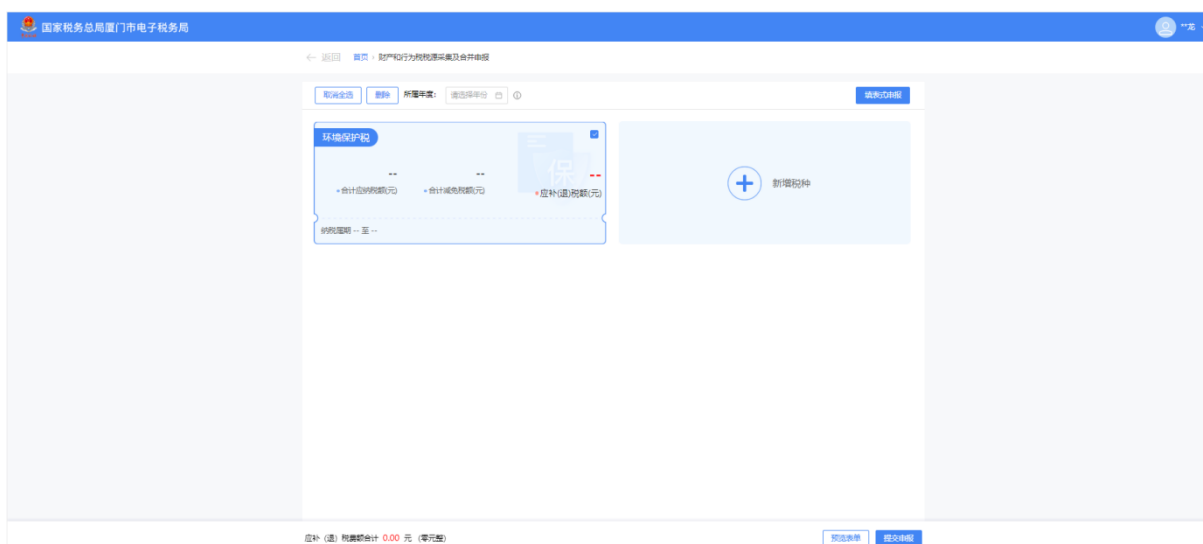 国家税务总局厦门市电子税务局
**龙
← 返回 首页 › 财产和行为税税源采集及合并申报
取消全选 删除 所属年度: 请选择年份 填表式申报
环境保护税
保
-- -- --
合计应纳税额(元) 合计减免税额(元) *应补(退)税额(元)
纳税属期 -- 至 --
新增税种
应补 (退) 税费额合计 0.00 元 (零元整)
预览表单 提交申报